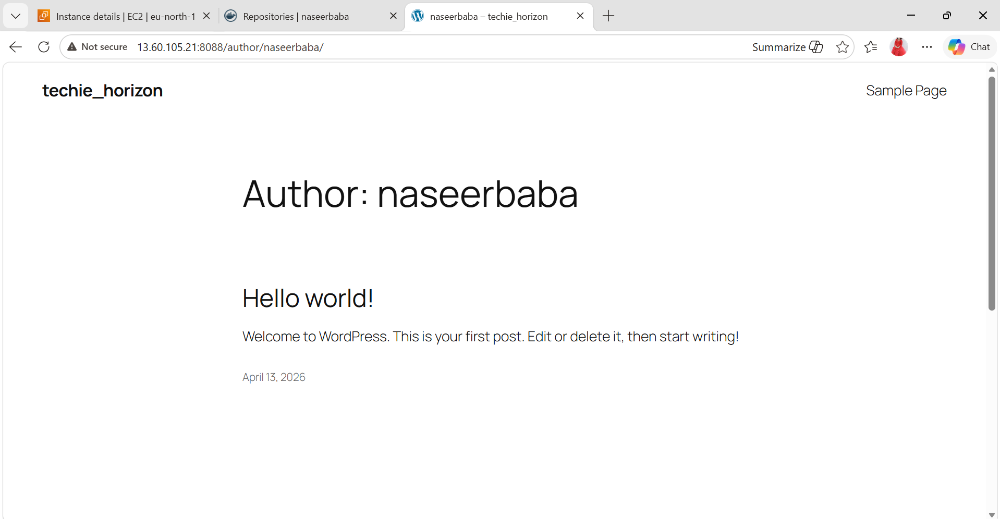 Instance details | EC2 | eu-north-1
Repositories | naseerbaba
naseerbaba – techie_horizon
Not secure
13.60.105.21:8088/author/naseerbaba/
Summarize
Chat
techie_horizon
Sample Page
Author: naseerbaba
Hello world!
Welcome to WordPress. This is your first post. Edit or delete it, then start writing!
April 13, 2026